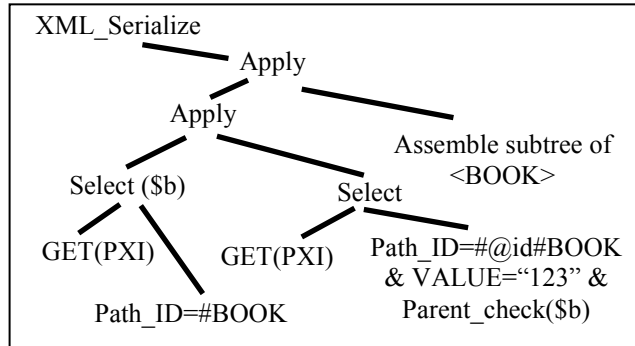 XML_Serialize
Apply
Apply
Assemble subtree of
<BOOK>
Select ($b)
Select
GET(PXI)
GET(PXI)
Path_ID=#@id#BOOK
& VALUE=“123” &
Parent_check($b)
Path_ID=#BOOK